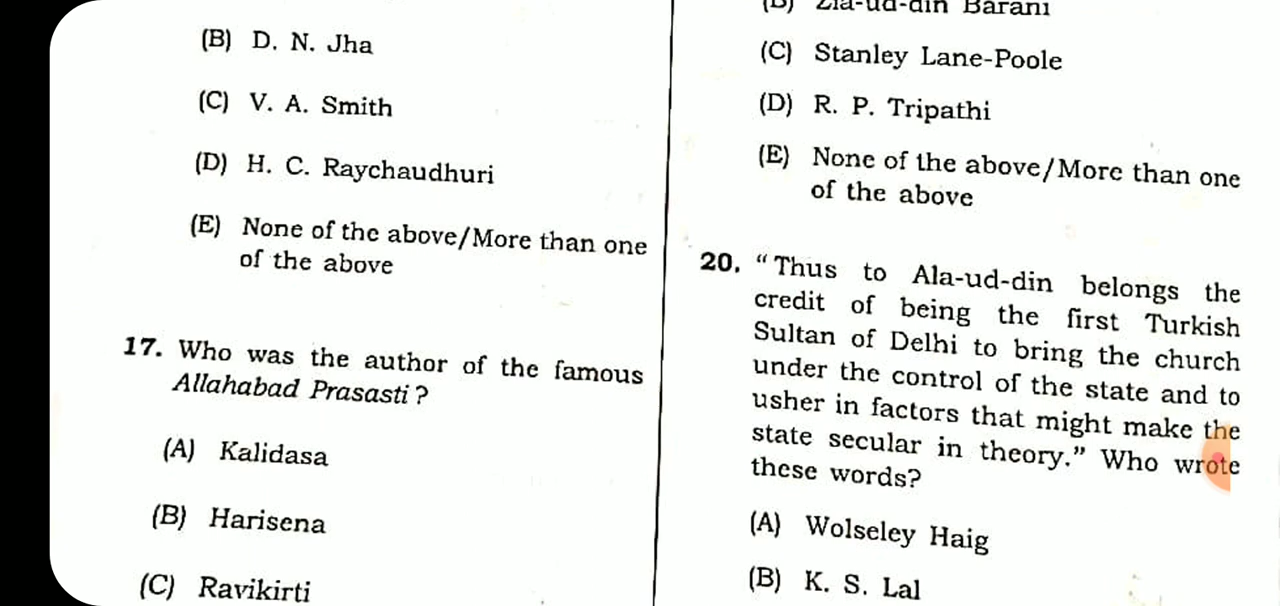 (B) D. N. Jha
(C) V. A. Smith
(D) H. C. Raychaudhuri
(E) None of the above/More than one
of the above
17. Who was the author of the famous
Allahabad Prasasti ?
(A) Kalidasa
(B) Harisena
(C) Ravikirti
(B) Zia-ud-din Barani
(C) Stanley Lane-Poole
(D) R. P. Tripathi
(E) None of the above/More than one
of the above
20. “Thus to Ala-ud-din belongs the
credit of being the first Turkish
Sultan of Delhi to bring the church
under the control of the state and to
usher in factors that might make the
state secular in theory.” Who wrote
these words?
(A) Wolseley Haig
(B) K. S. Lal